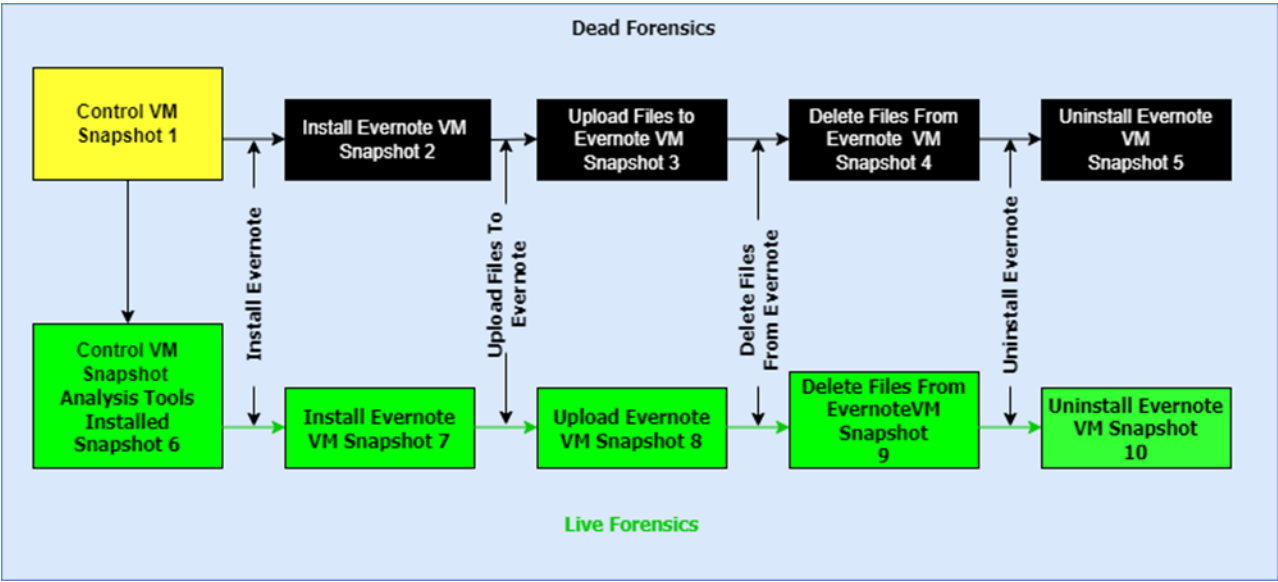 Dead Forensics
Control VM
Snapshot 1
Install Evernote VM
Snapshot 2
Upload Files to
Evernote VM
Snapshot 3
Delete Files From
Evernote VM
Snapshot 4
Uninstall Evernote
VM
Snapshot 5
Install Evernote
Upload Files To
Evernote
Delete Files
From Evernote
Uninstall Evernote
Control VM
Snapshot
Analysis Tools
Installed
Snapshot 6
Install Evernote
VM Snapshot 7
Upload Evernote
VM Snapshot 8
Delete Files From
EvernoteVM
Snapshot
9
Uninstall Evernote
VM Snapshot
10
Live Forensics